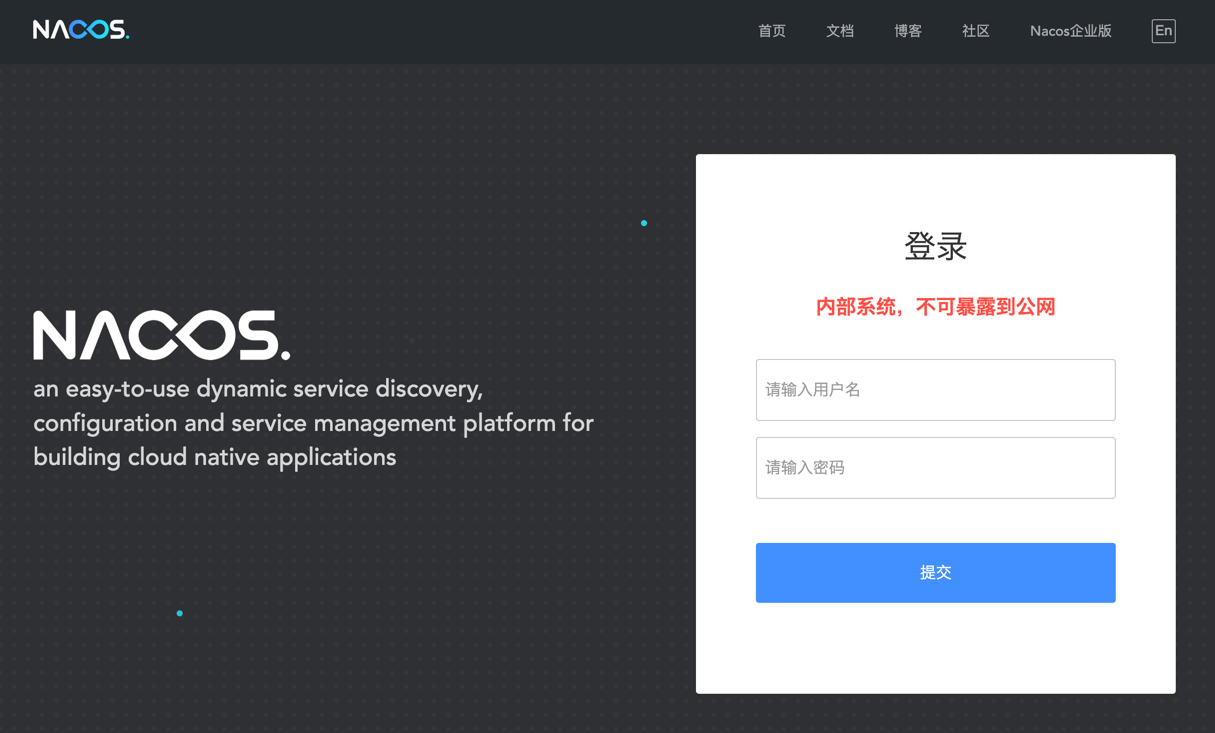 NACOS.
首页 文档 博客 社区 Nacos企业版 En
NACOS.
an easy-to-use dynamic service discovery,
configuration and service management platform for
building cloud native applications
登录
内部系统，不可暴露到公网
请输入用户名
请输入密码
提交